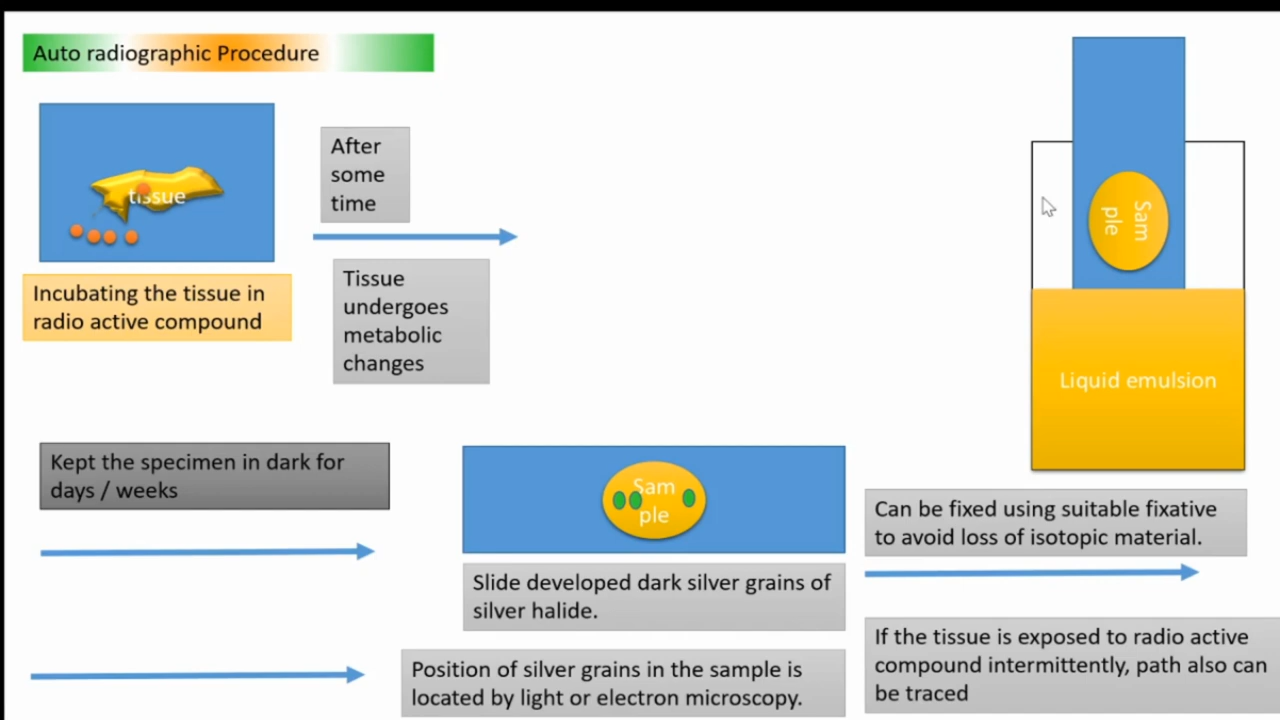 Auto radiographic Procedure
tissue
Incubating the tissue in
radio active compound
After
some
time
Tissue
undergoes
metabolic
changes
Sam
ple
Liquid emulsion
Kept the specimen in dark for
days / weeks
Sam
ple
Slide developed dark silver grains of
silver halide.
Can be fixed using suitable fixative
to avoid loss of isotopic material.
Position of silver grains in the sample is
located by light or electron microscopy.
If the tissue is exposed to radio active
compound intermittently, path also can
be traced